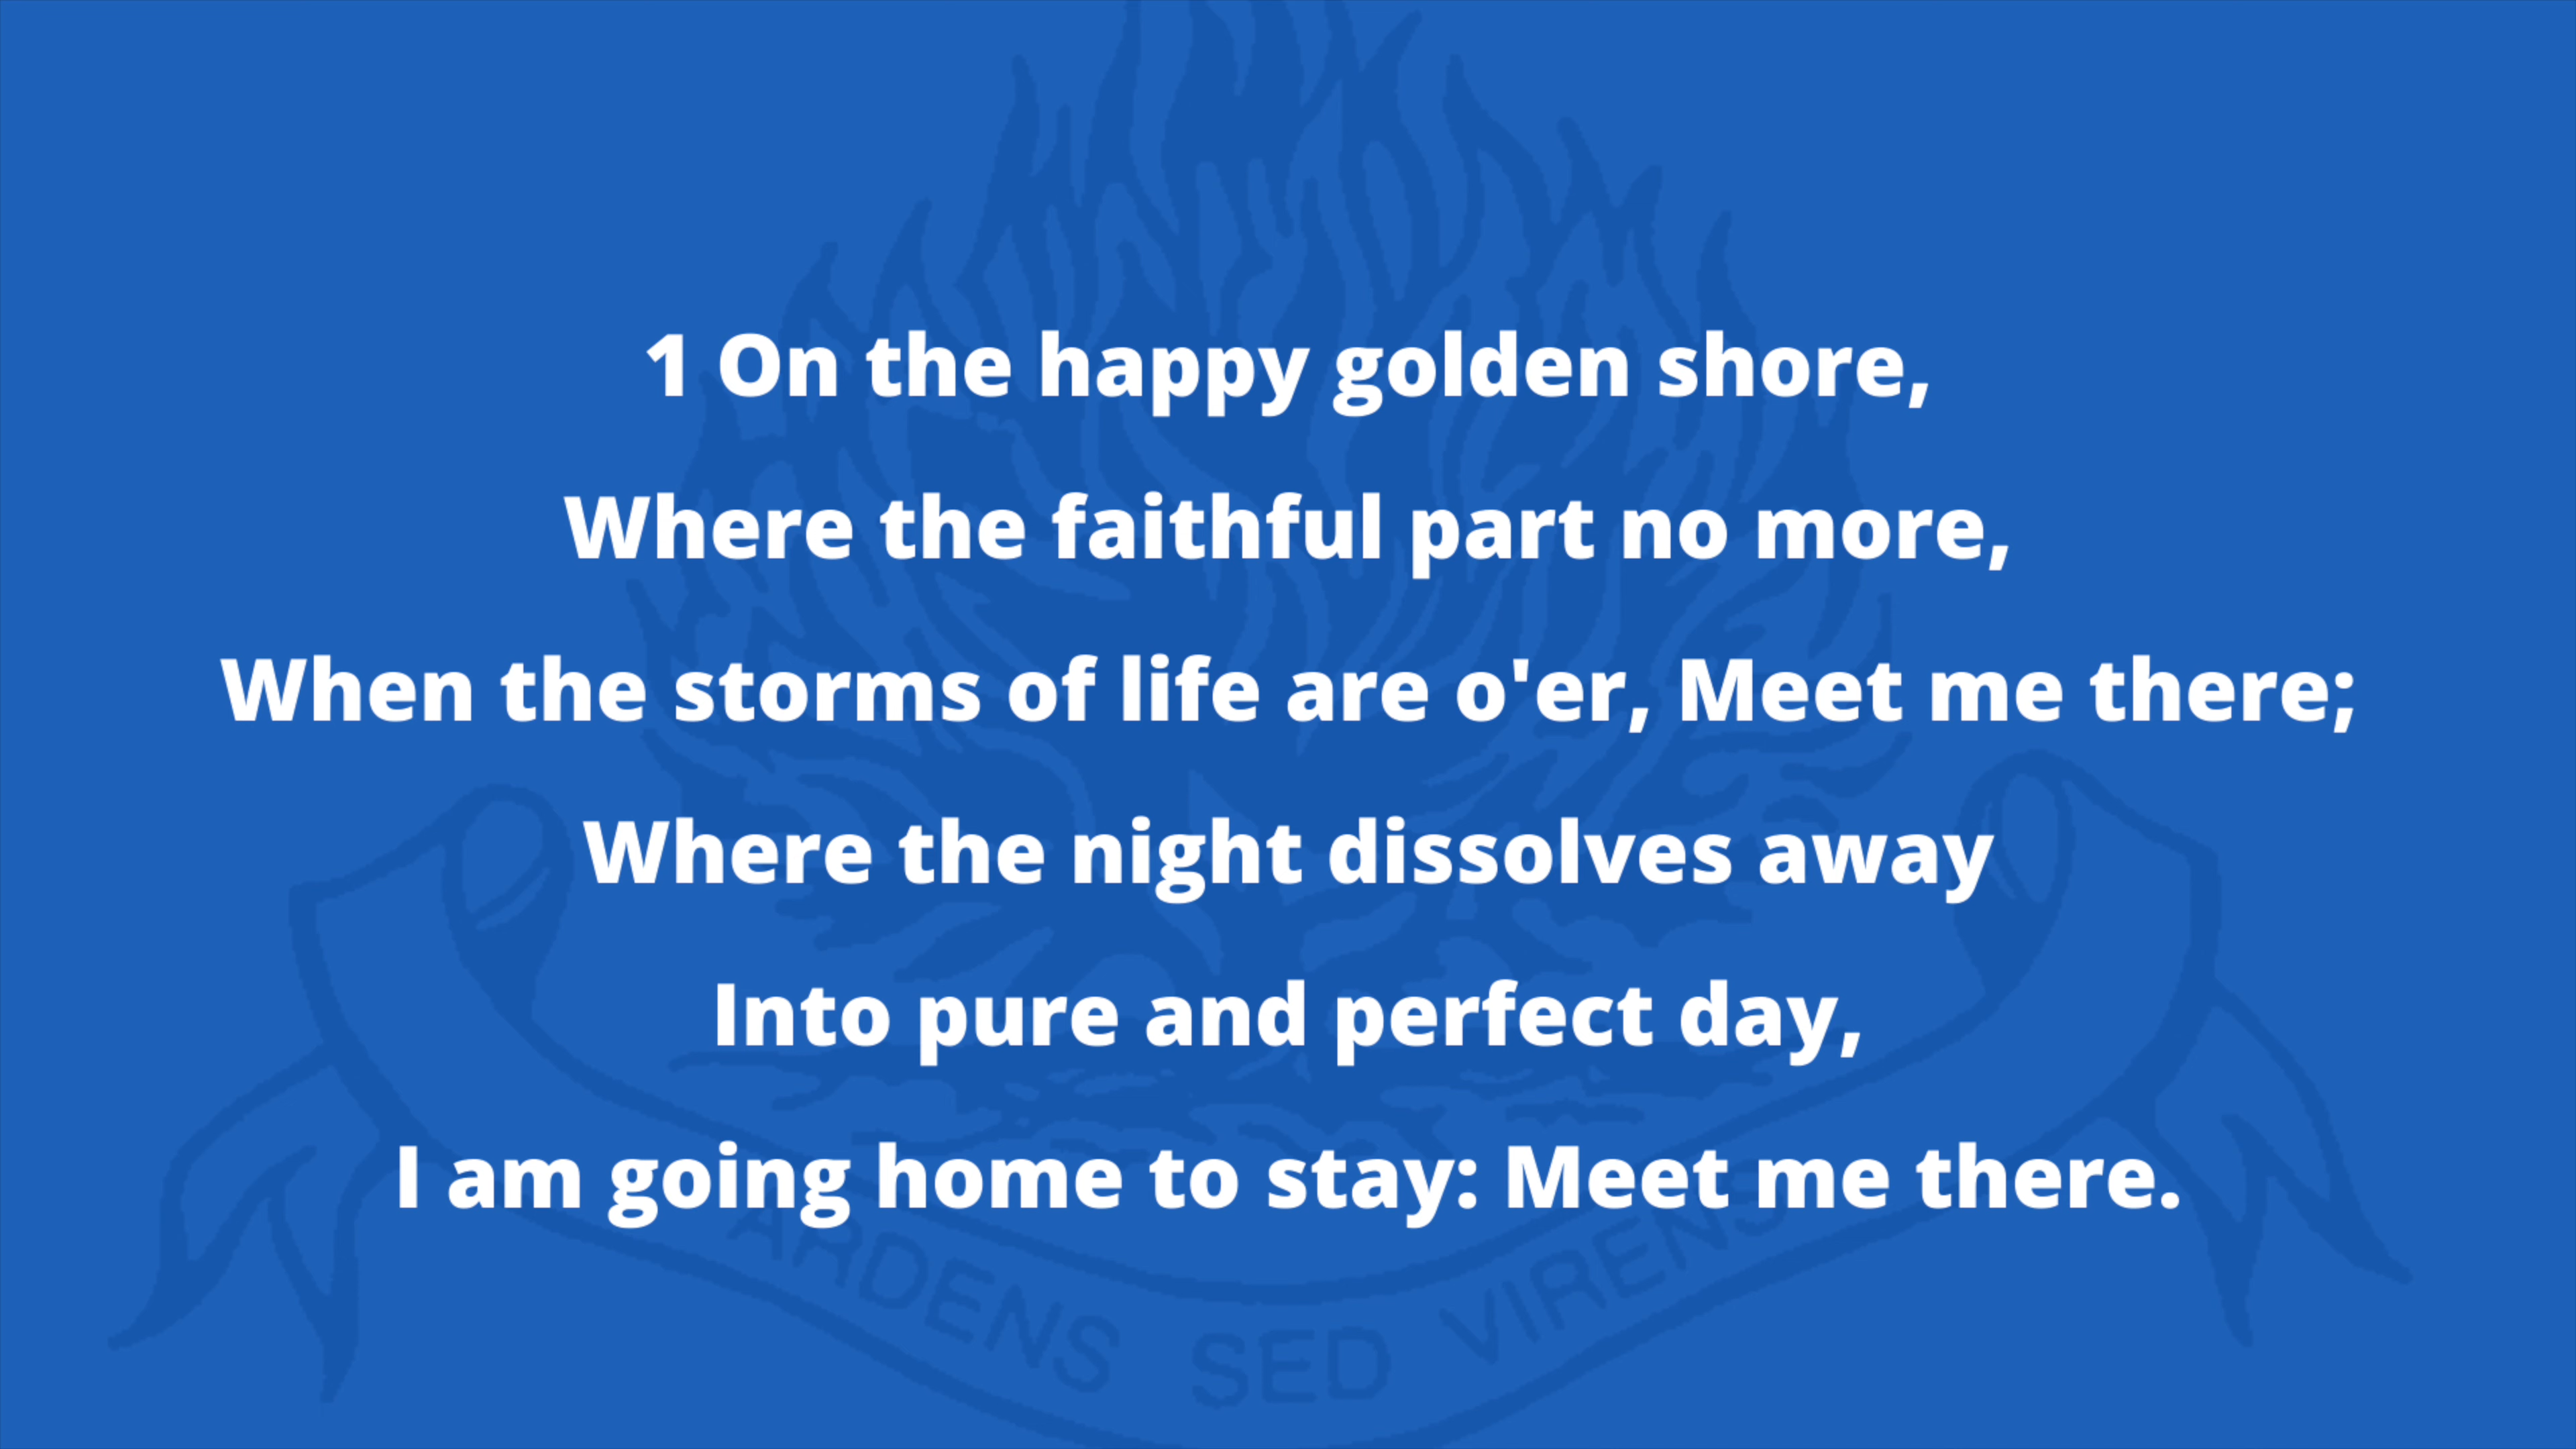 1 On the happy golden shore,
Where the faithful part no more,
When the storms of life are o'er, Meet me there;
Where the night dissolves away
Into pure and perfect day,
I am going home to stay: Meet me there.
ARDENS SED VIRENS